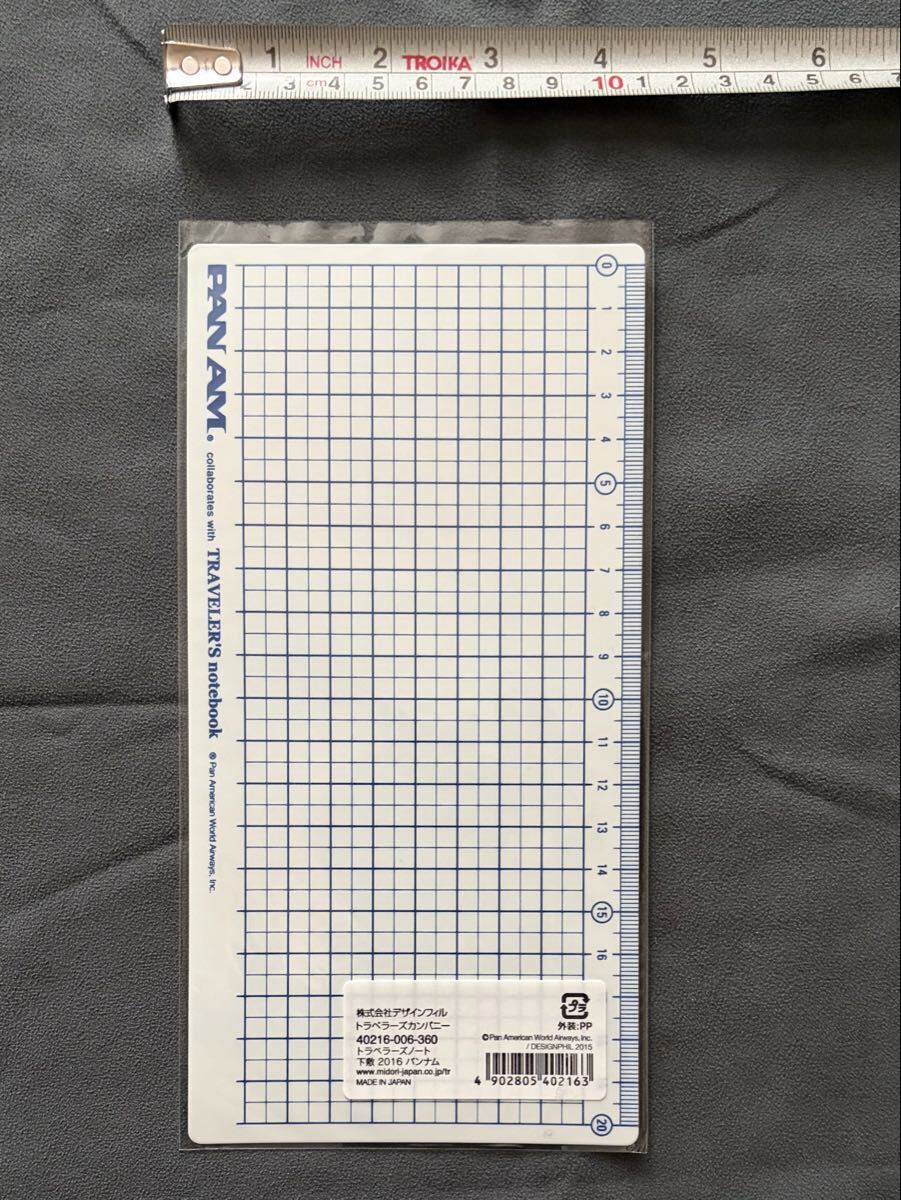 1 INCH 2 TROIKA 3 4 5 6
2 3 cm 4 5 6 7 8 9 10 1 2 3 4 5 6 7
PAN AM® collaborates with TRAVELER'S notebook ® Pan American World Airways, Inc.
0
1
2
3
4
5
6
7
8
9
10
11
12
13
14
15
16
20
株式会社デザインフィル
トラベラーズカンパニー
40216-006-360
トラベラーズノート
下敷 2016 パンナム
www.midori-japan.co.jp/tr
MADE IN JAPAN
プラ
外装:PP
©Pan American World Airways, Inc.
/ DESIGNPHIL 2015
4 902805 402163